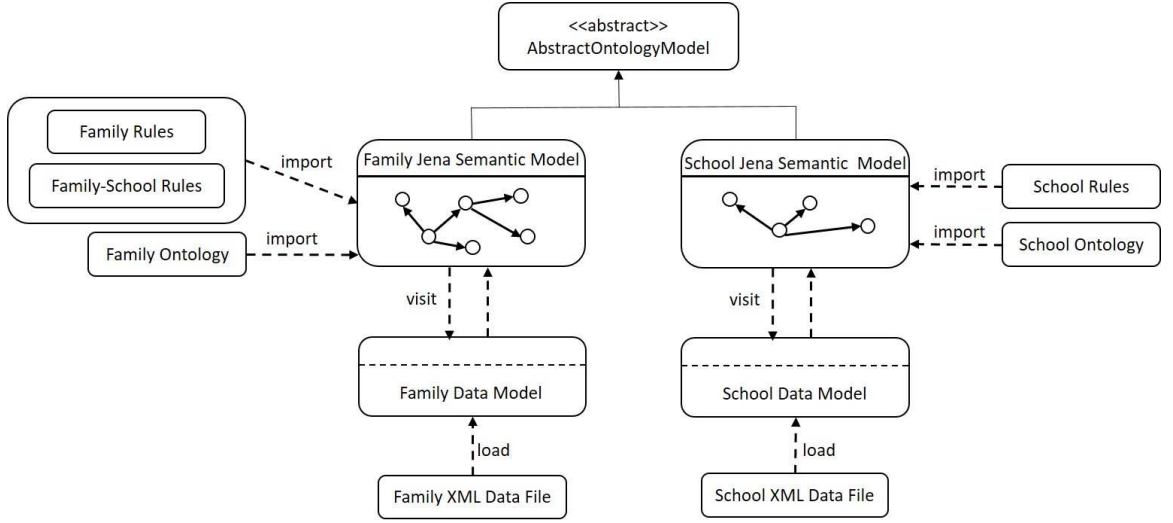 <<abstract>>
AbstractOntologyModel
Family Rules
Family-School Rules
import
Family Ontology
import
Family Jena Semantic Model
School Jena Semantic Model
import
School Rules
import
School Ontology
visit
visit
Family Data Model
School Data Model
load
load
Family XML Data File
School XML Data File